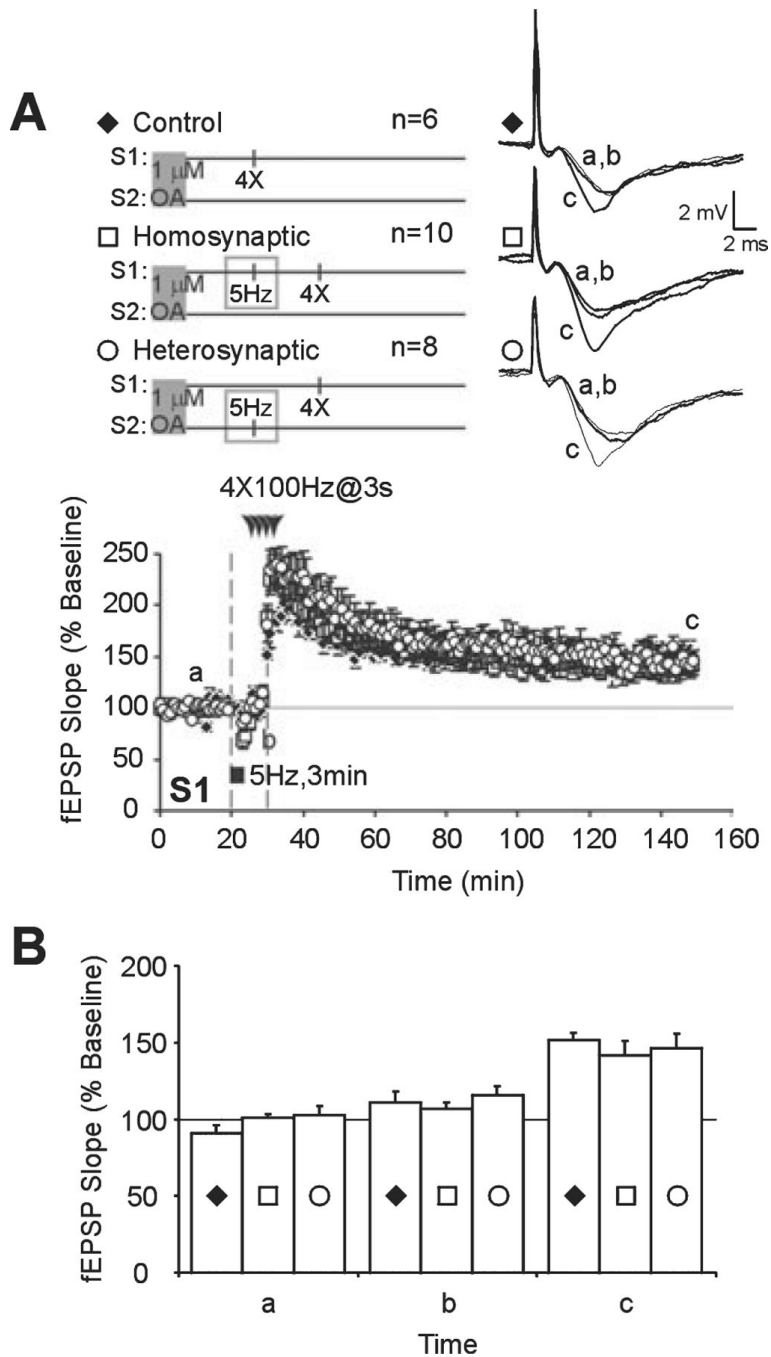 A
◆ Control n=6
S1:
1 µM
4X
S2: OA
□ Homosynaptic n=10
S1:
1 µM
5Hz 4X
S2: OA
○ Heterosynaptic n=8
S1:
1 µM
5Hz 4X
S2: OA
a,b
c
2 mV
2 ms
a,b
c
a,b
c
4X100Hz@3s
fEPSP Slope (% Baseline)
250
200
150
100
50
0
a
c
5Hz,3min
S1
0 20 40 60 80 100 120 140 160
Time (min)
B
fEPSP Slope (% Baseline)
200
150
100
50
0
a b c
Time